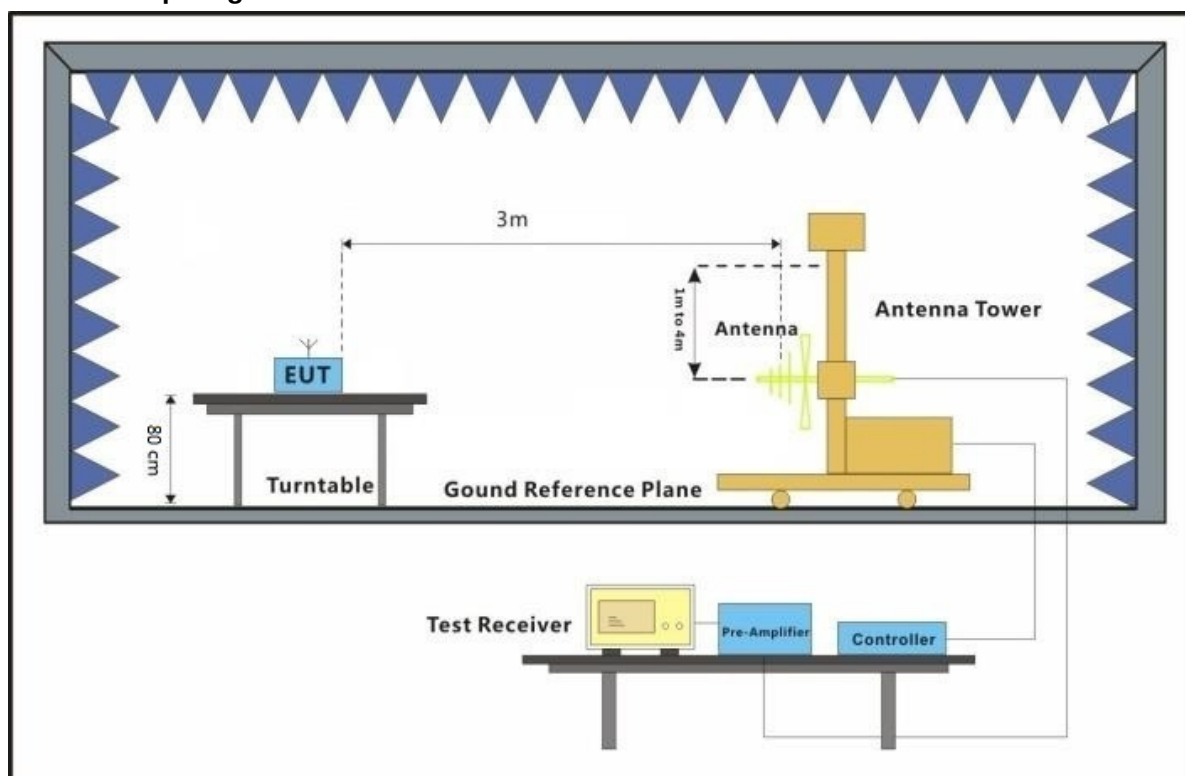 3m
1m to 4m
Antenna
Antenna Tower
EUT
80 cm
Turntable
Gound Reference Plane
Test Receiver
Pre-Amplifier
Controller